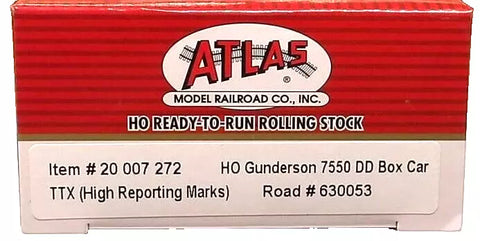 ATLAS
®
MODEL RAILROAD CO., INC.
HO READY-TO-RUN ROLLING STOCK
Item # 20 007 272 HO Gunderson 7550 DD Box Car
TTX (High Reporting Marks) Road # 630053